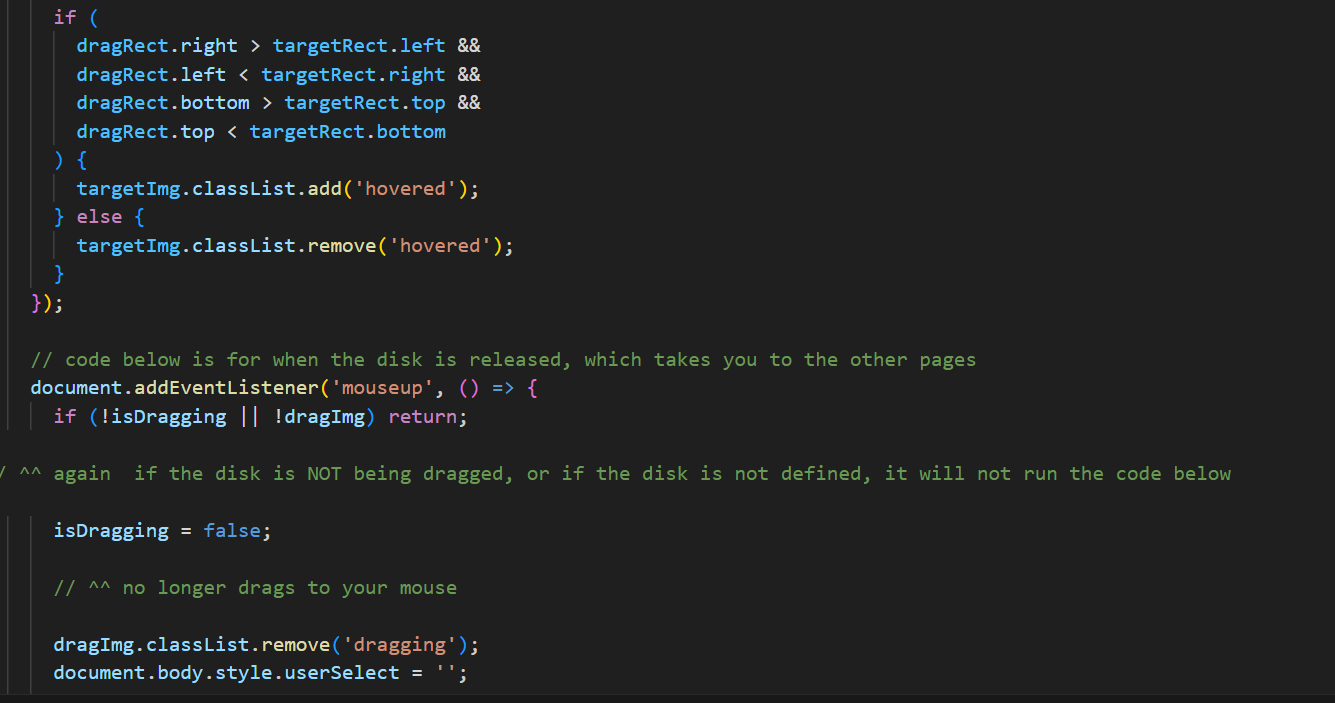 if (
dragRect.right > targetRect.left &&
dragRect.left < targetRect.right &&
dragRect.bottom > targetRect.top &&
dragRect.top < targetRect.bottom
) {
targetImg.classList.add('hovered');
} else {
targetImg.classList.remove('hovered');
}
});
// code below is for when the disk is released, which takes you to the other pages
document.addEventListener('mouseup', () => {
if (!isDragging || !dragImg) return;
/ ^^ again  if the disk is NOT being dragged, or if the disk is not defined, it will not run the code below
isDragging = false;
// ^^ no longer drags to your mouse
dragImg.classList.remove('dragging');
document.body.style.userSelect = '';